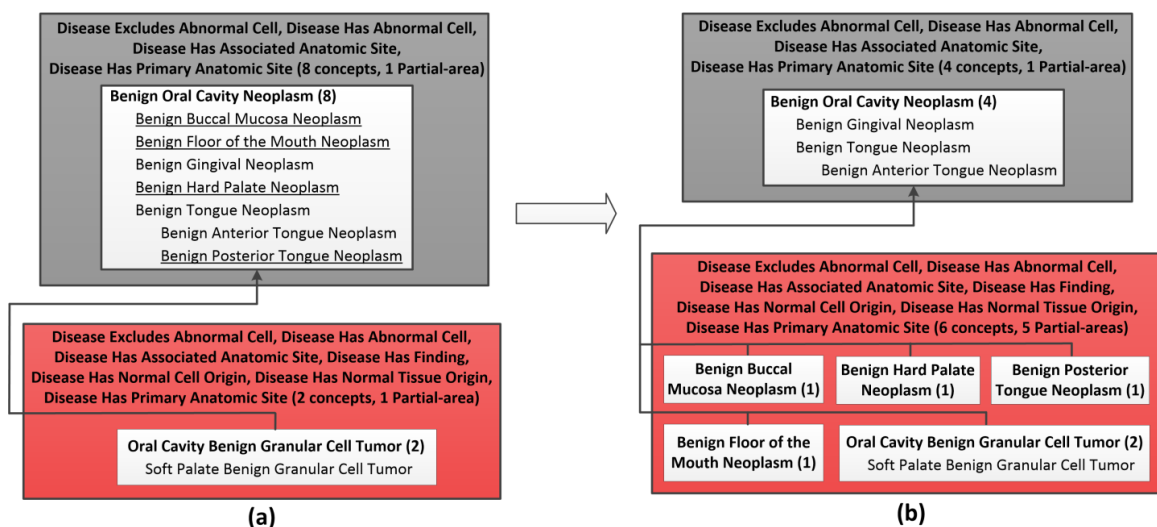 Disease Excludes Abnormal Cell, Disease Has Abnormal Cell,
Disease Has Associated Anatomic Site,
Disease Has Primary Anatomic Site (8 concepts, 1 Partial-area)
Benign Oral Cavity Neoplasm (8)
Benign Buccal Mucosa Neoplasm
Benign Floor of the Mouth Neoplasm
Benign Gingival Neoplasm
Benign Hard Palate Neoplasm
Benign Tongue Neoplasm
Benign Anterior Tongue Neoplasm
Benign Posterior Tongue Neoplasm
Disease Excludes Abnormal Cell, Disease Has Abnormal Cell,
Disease Has Associated Anatomic Site, Disease Has Finding,
Disease Has Normal Cell Origin, Disease Has Normal Tissue Origin,
Disease Has Primary Anatomic Site (2 concepts, 1 Partial-area)
Oral Cavity Benign Granular Cell Tumor (2)
Soft Palate Benign Granular Cell Tumor
(a)
Disease Excludes Abnormal Cell, Disease Has Abnormal Cell,
Disease Has Associated Anatomic Site,
Disease Has Primary Anatomic Site (4 concepts, 1 Partial-area)
Benign Oral Cavity Neoplasm (4)
Benign Gingival Neoplasm
Benign Tongue Neoplasm
Benign Anterior Tongue Neoplasm
Disease Excludes Abnormal Cell, Disease Has Abnormal Cell,
Disease Has Associated Anatomic Site, Disease Has Finding,
Disease Has Normal Cell Origin, Disease Has Normal Tissue Origin,
Disease Has Primary Anatomic Site (6 concepts, 5 Partial-areas)
Benign Buccal
Mucosa Neoplasm (1)
Benign Hard Palate
Neoplasm (1)
Benign Posterior
Tongue Neoplasm (1)
Benign Floor of the
Mouth Neoplasm (1)
Oral Cavity Benign Granular Cell Tumor (2)
Soft Palate Benign Granular Cell Tumor
(b)